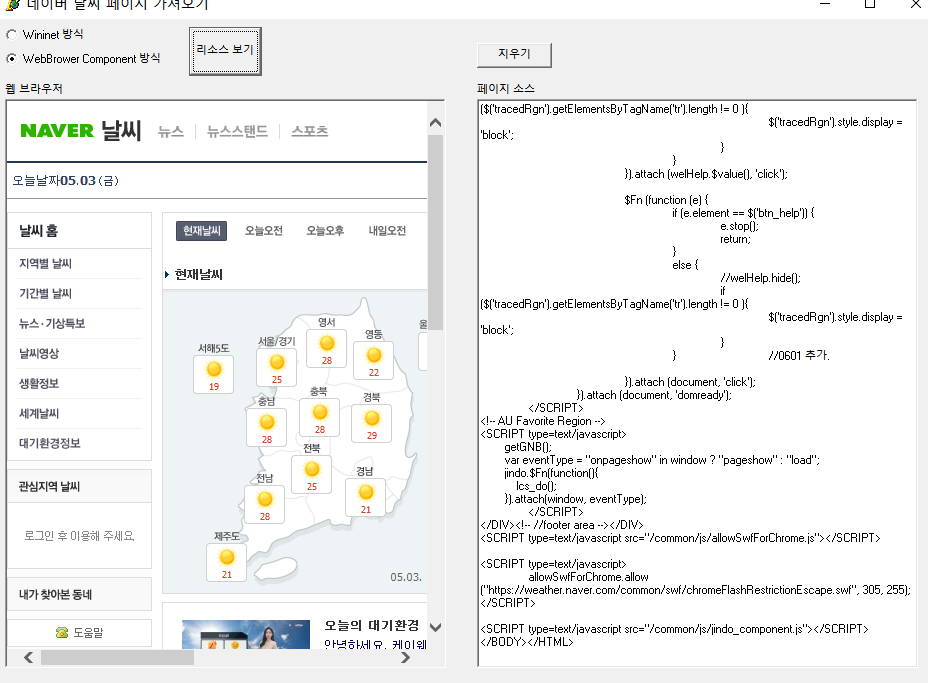 네이버 날씨 페이지 가져오기
Wininet 방식
WebBrower Component 방식
리소스 보기
지우기
웹 브라우저
NAVER 날씨 뉴스 뉴스스탠드 스포츠
오늘날짜05.03 (금)
날씨 홈
지역별 날씨
기간별 날씨
뉴스·기상특보
날씨영상
생활정보
세계날씨
대기환경정보
관심지역 날씨
로그인 후 이용해 주세요.
내가 찾아본 동네
도움말
현재날씨 오늘오전 오늘오후 내일오전
현재날씨
서해5도
19
서울/경기
25
영서
28
영동
22
울
충남
28
충북
28
경북
29
전북
25
전남
28
경남
21
제주도
21
05.03.
오늘의 대기환경
안녕하세요. 케이웨
페이지 소스
($('tracedRgn').getElementsByTagName('tr').length != 0 ){
$('tracedRgn').style.display =
'block';
}
}
}).attach (welHelp.$value(), 'click');
$Fn (function (e) {
if (e.element == $('btn_help')) {
e.stop();
return;
}
else {
//welHelp.hide();
if
($('tracedRgn').getElementsByTagName('tr').length != 0 ){
$('tracedRgn').style.display =
'block';
}
} //0601 추가.
}).attach (document, 'click');
}).attach (document, 'domready');
</SCRIPT>
<!-- AU Favorite Region -->
<SCRIPT type=text/javascript>
getGNB();
var eventType = "onpageshow" in window ? "pageshow" : "load";
jindo.$Fn(function(){
lcs_do();
}).attach(window, eventType);
</SCRIPT>
</DIV><!-- //footer area --></DIV>
<SCRIPT type=text/javascript src="/common/js/allowSwfForChrome.js"></SCRIPT>
<SCRIPT type=text/javascript>
allowSwfForChrome.allow
("https://weather.naver.com/common/swf/chromeFlashRestrictionEscape.swf", 305, 255);
</SCRIPT>
<SCRIPT type=text/javascript src="/common/js/jindo_component.js"></SCRIPT>
</BODY></HTML>